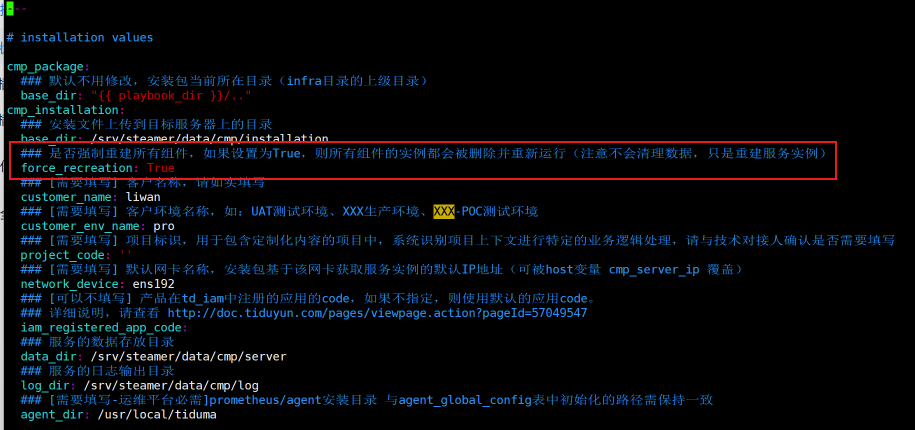 ---
# installation values
cmp_package:
### 默认不用修改，安装包当前所在目录（infra目录的上级目录）
base_dir: "{{ playbook_dir }}/.."
cmp_installation:
### 安装文件上传到目标服务器上的目录
base_dir: /srv/steamer/data/cmp/installation
### 是否强制重建所有组件，如果设置为True，则所有组件的实例都会被删除并重新运行（注意不会清理数据，只是重建服务实例）
force_recreation: True
### [需要填写] 客户名称，请如实填写
customer_name: liwan
### [需要填写] 客户环境名称，如：UAT测试环境、XXX生产环境、XXX-POC测试环境
customer_env_name: pro
### [需要填写] 项目标识，用于包含定制化内容的项目中，系统识别项目上下文进行特定的业务逻辑处理，请与技术对接人确认是否需要填写
project_code: ''
### [需要填写] 默认网卡名称，安装包基于该网卡获取服务实例的默认IP地址（可被host变量 cmp_server_ip 覆盖）
network_device: ens192
### [可以不填写] 产品在td_iam中注册的应用的code，如果不指定，则使用默认的应用code。
### 详细说明，请查看 http://doc.tiduyun.com/pages/viewpage.action?pageId=57049547
iam_registered_app_code:
### 服务的数据存放目录
data_dir: /srv/steamer/data/cmp/server
### 服务的日志输出目录
log_dir: /srv/steamer/data/cmp/log
### [需要填写-运维平台必需]prometheus/agent安装目录 与agent_global_config表中初始化的路径需保持一致
agent_dir: /usr/local/tiduma